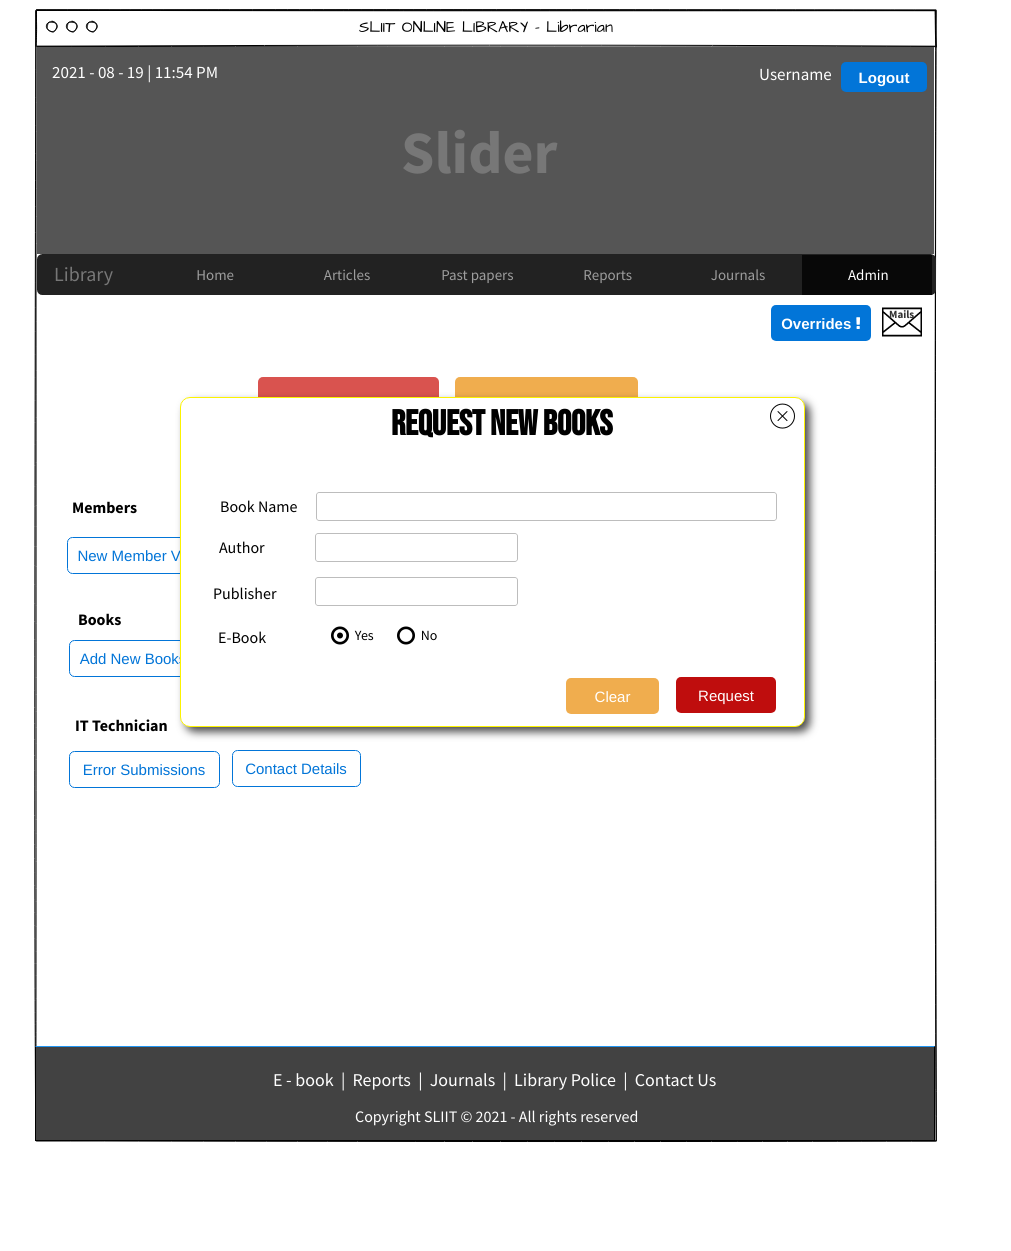 SLIIT ONLINE LIBRARY - Librarian
2021 - 08 - 19 | 11:54 PM
Username
Logout
Slider
Library
Home
Articles
Past papers
Reports
Journals
Admin
Overrides !
Mails
REQUEST NEW BOOKS
Book Name
Members
Author
New Member V
Publisher
Books
E-Book
Yes
No
Add New Books
Clear
Request
IT Technician
Error Submissions
Contact Details
E - book | Reports | Journals | Library Police | Contact Us
Copyright SLIIT © 2021 - All rights reserved